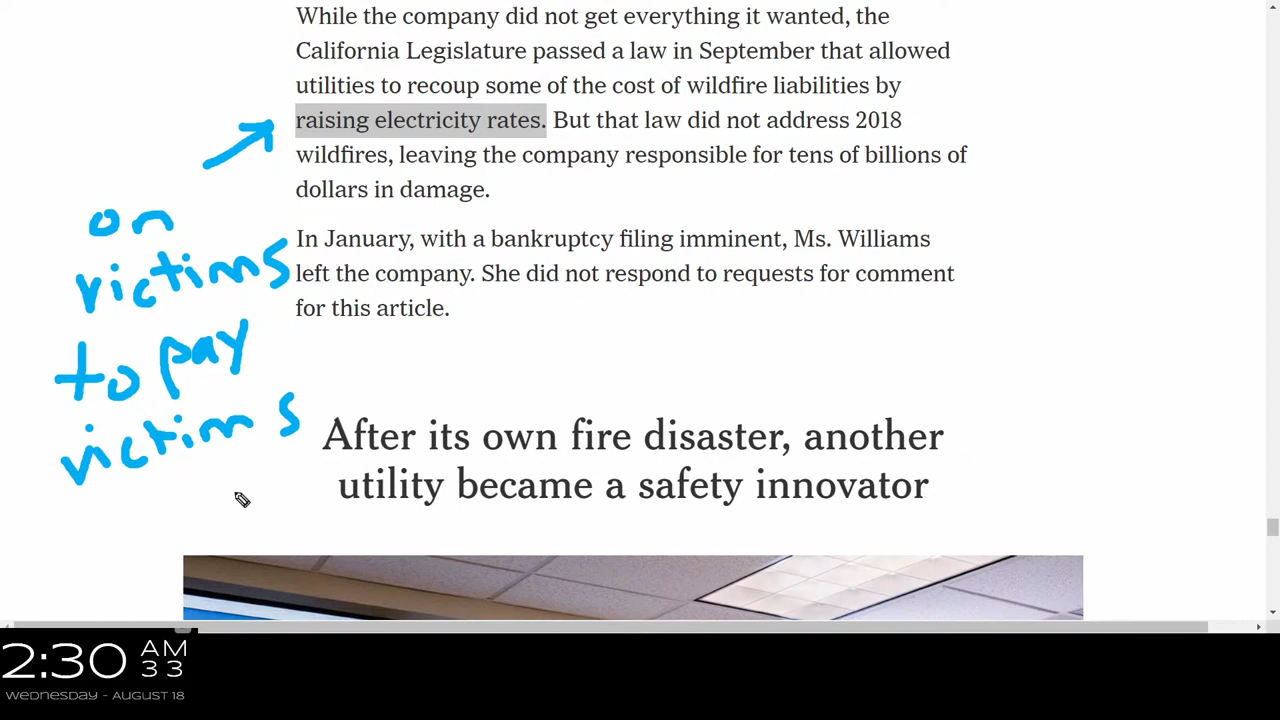 While the company did not get everything it wanted, the
California Legislature passed a law in September that allowed
utilities to recoup some of the cost of wildfire liabilities by
raising electricity rates. But that law did not address 2018
wildfires, leaving the company responsible for tens of billions of
dollars in damage.
In January, with a bankruptcy filing imminent, Ms. Williams
left the company. She did not respond to requests for comment
for this article.
on
victims
to pay
victims
After its own fire disaster, another
utility became a safety innovator
2:30 AM
33
WEDNESDAY - AUGUST 18